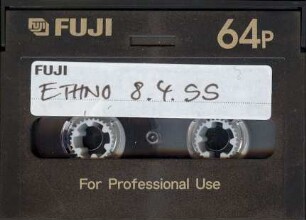 FUJI 64P
FUJI
ETHNO 8.4.SS
For Professional Use